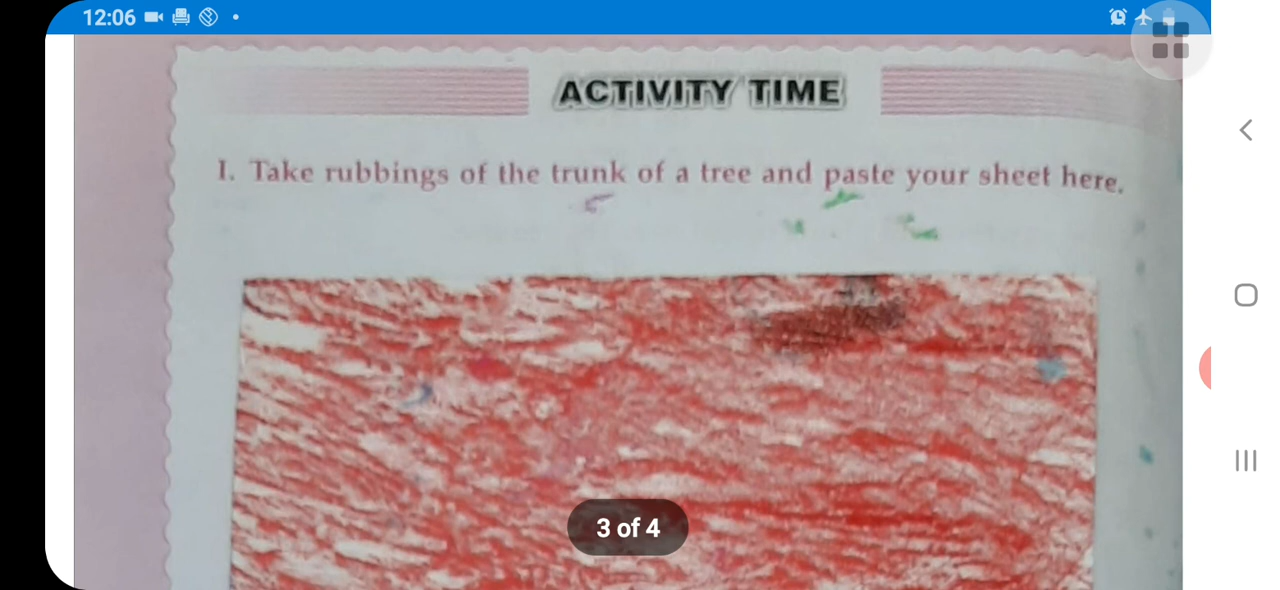 12:06
ACTIVITY TIME
I. Take rubbings of the trunk of a tree and paste your sheet here.
3 of 4